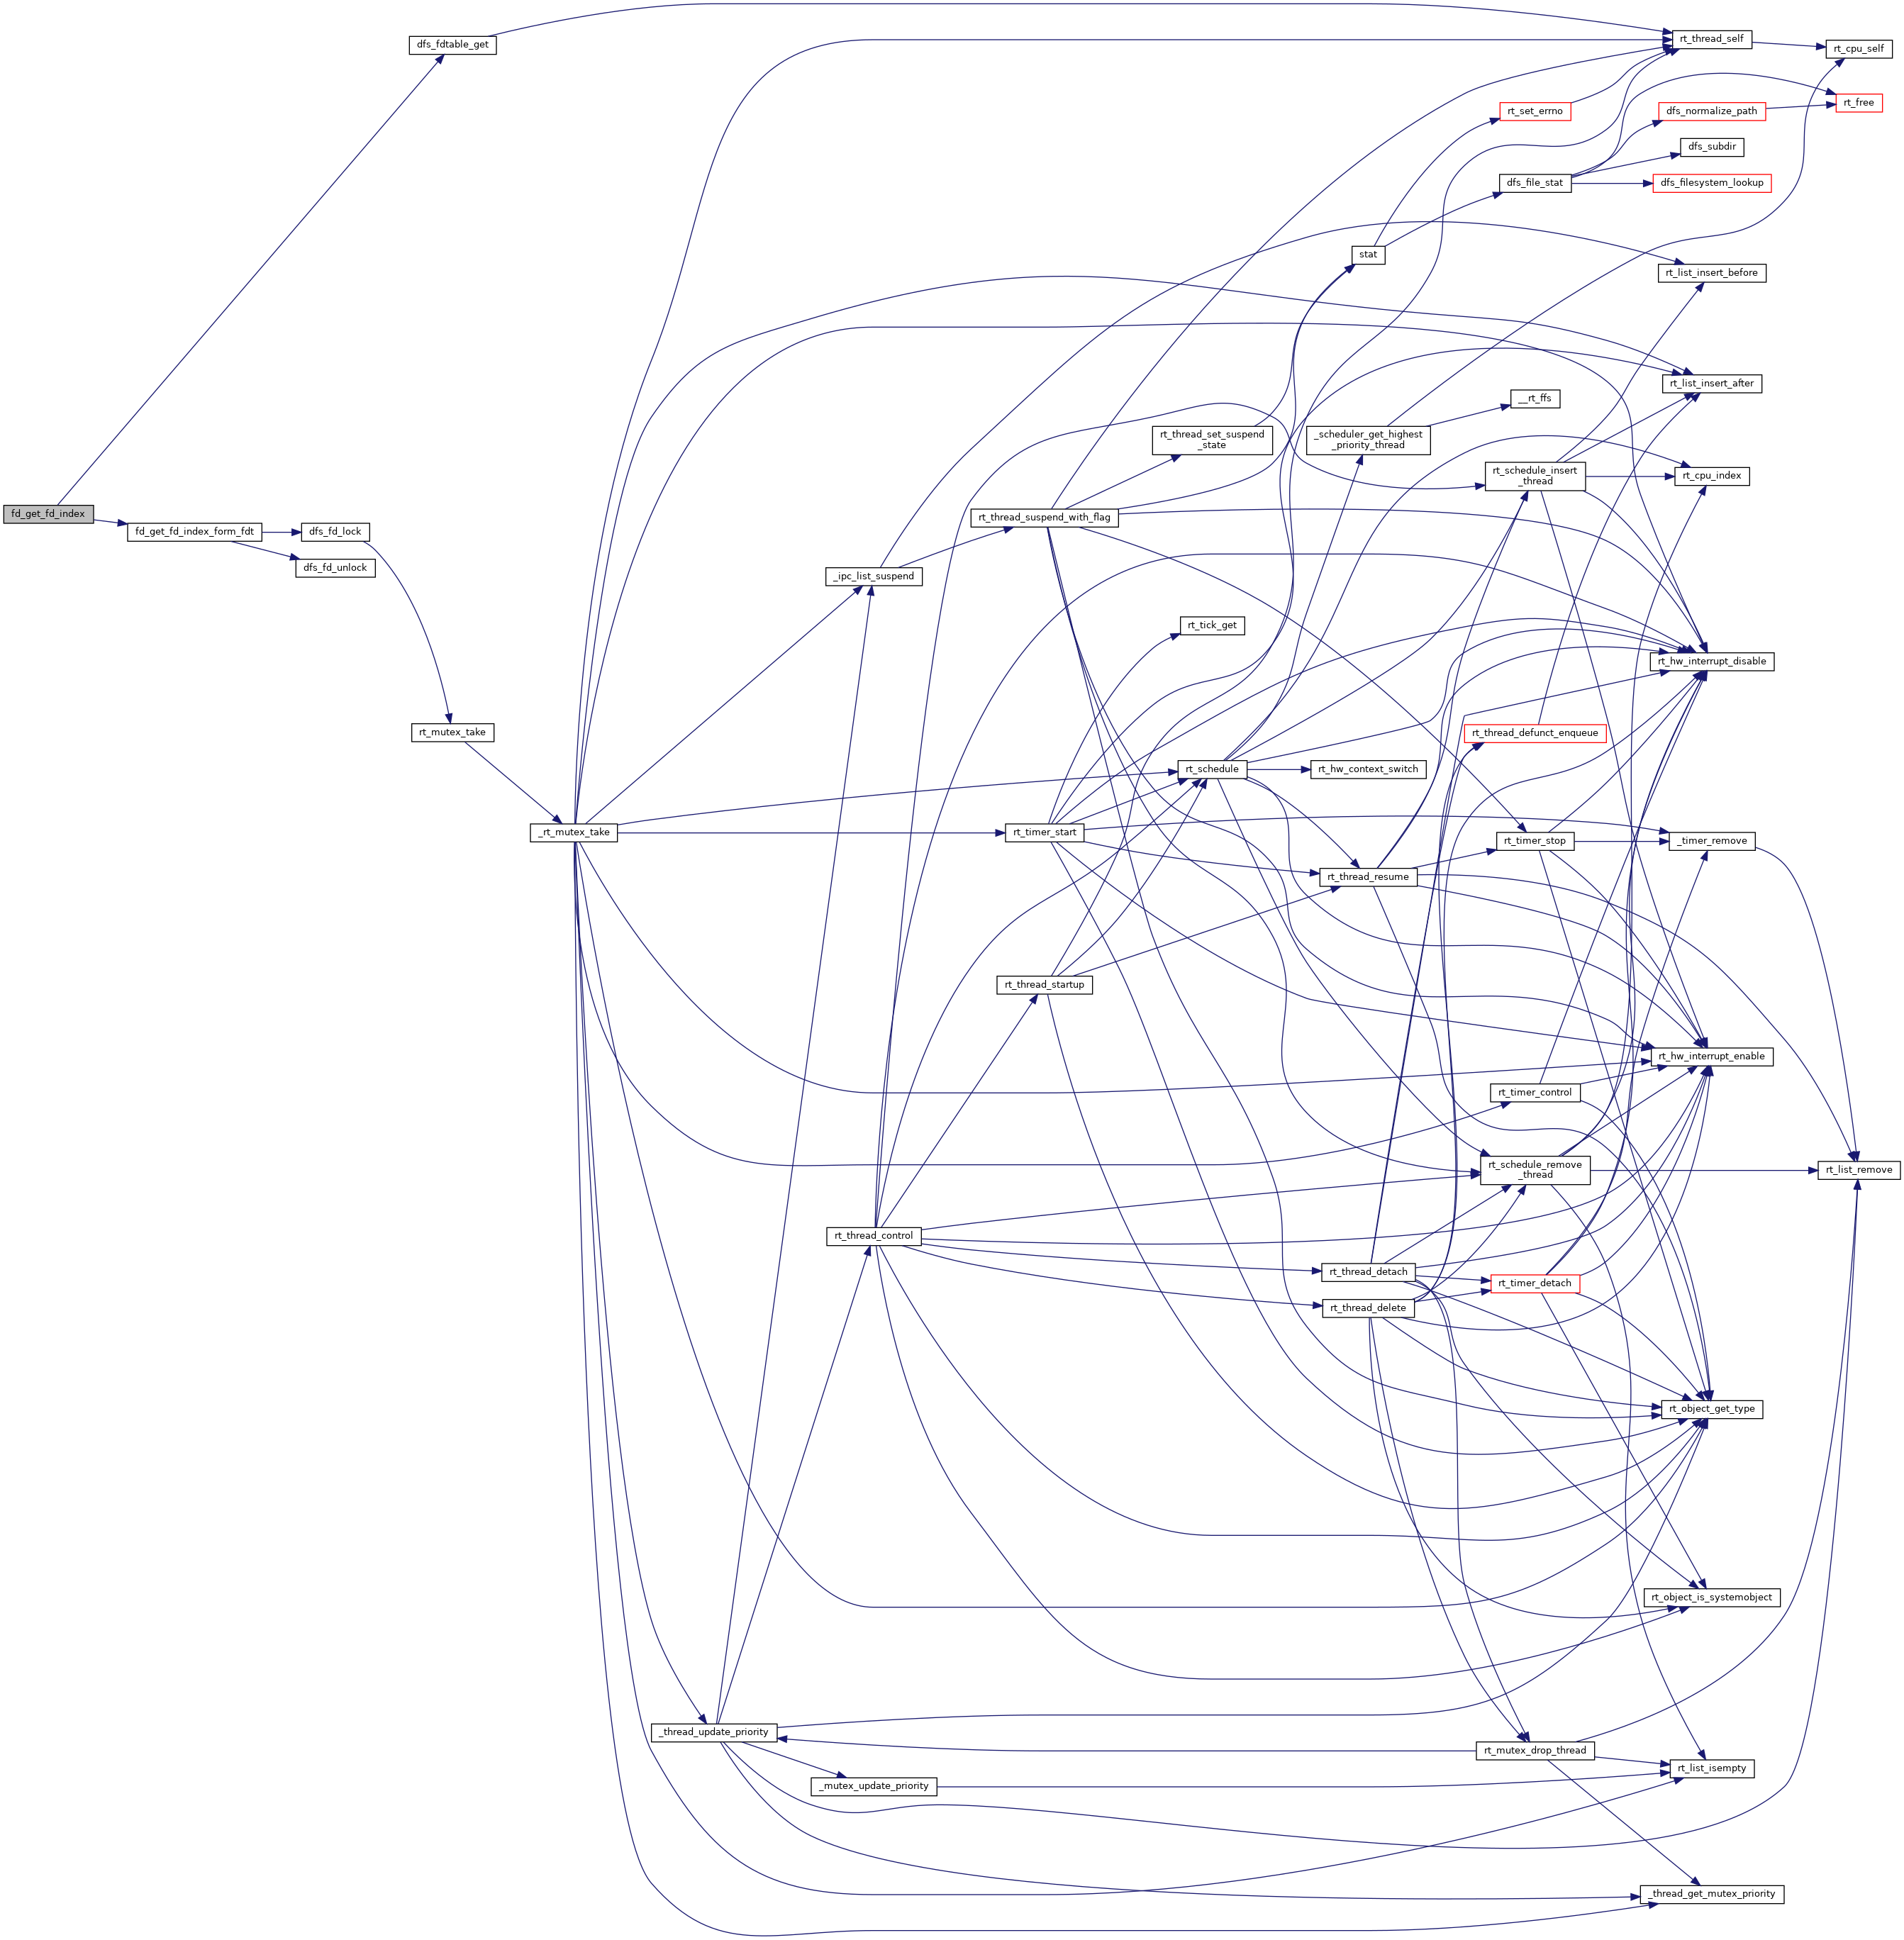 fd_get_fd_index
dfs_fdtable_get
fd_get_fd_index_form_fdt
dfs_fd_lock
dfs_fd_unlock
rt_mutex_take
_rt_mutex_take
_ipc_list_suspend
rt_thread_control
_thread_update_priority
_mutex_update_priority
rt_thread_suspend_with_flag
rt_timer_start
rt_thread_startup
rt_thread_set_suspend
_state
rt_tick_get
rt_schedule
stat
_scheduler_get_highest
_priority_thread
rt_hw_context_switch
rt_thread_resume
rt_thread_detach
rt_thread_delete
rt_set_errno
dfs_file_stat
__rt_ffs
rt_schedule_insert
_thread
rt_thread_defunct_enqueue
rt_timer_stop
rt_timer_control
rt_schedule_remove
_thread
rt_timer_detach
rt_mutex_drop_thread
rt_thread_self
dfs_normalize_path
dfs_subdir
dfs_filesystem_lookup
rt_list_insert_before
rt_list_insert_after
rt_cpu_index
rt_hw_interrupt_disable
_timer_remove
rt_hw_interrupt_enable
rt_object_get_type
rt_object_is_systemobject
rt_list_isempty
_thread_get_mutex_priority
rt_cpu_self
rt_free
rt_list_remove